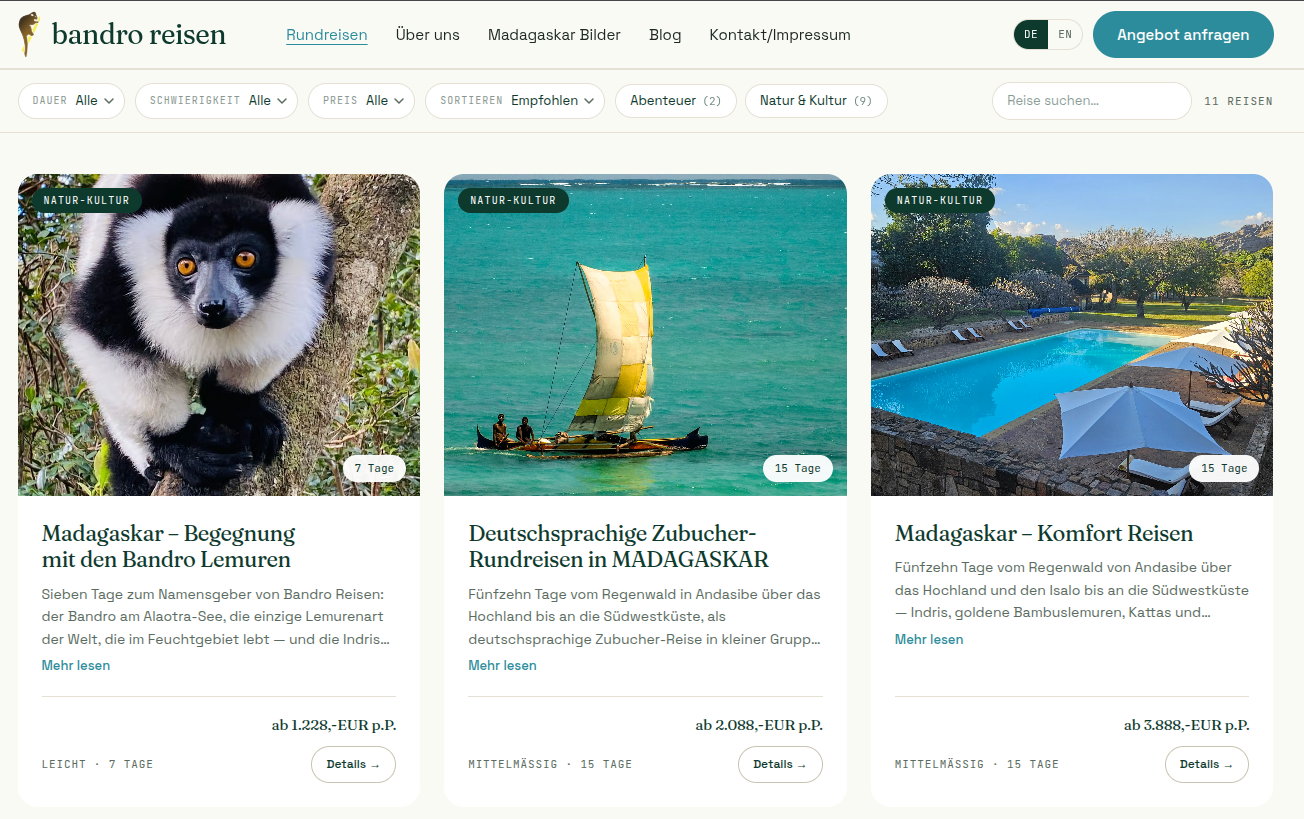 bandro reisen
Rundreisen
Über uns
Madagaskar Bilder
Blog
Kontakt/Impressum
DE
EN
Angebot anfragen
DAUER Alle
SCHWIERIGKEIT Alle
PREIS Alle
SORTIEREN Empfohlen
Abenteuer (2)
Natur & Kultur (9)
Reise suchen…
11 REISEN
NATUR-KULTUR
7 Tage
Madagaskar – Begegnung
mit den Bandro Lemuren
Sieben Tage zum Namensgeber von Bandro Reisen:
der Bandro am Alaotra-See, die einzige Lemurenart
der Welt, die im Feuchtgebiet lebt — und die Indris…
Mehr lesen
ab 1.228,-EUR p.P.
LEICHT · 7 TAGE
Details →
NATUR-KULTUR
15 Tage
Deutschsprachige Zubucher-
Rundreisen in MADAGASKAR
Fünfzehn Tage vom Regenwald in Andasibe über das
Hochland bis an die Südwestküste, als
deutschsprachige Zubucher-Reise in kleiner Grupp…
Mehr lesen
ab 2.088,-EUR p.P.
MITTELMÄSSIG · 15 TAGE
Details →
NATUR-KULTUR
15 Tage
Madagaskar – Komfort Reisen
Fünfzehn Tage vom Regenwald von Andasibe über
das Hochland und den Isalo bis an die Südwestküste
— Indris, goldene Bambuslemuren, Kattas und…
Mehr lesen
ab 3.888,-EUR p.P.
MITTELMÄSSIG · 15 TAGE
Details →